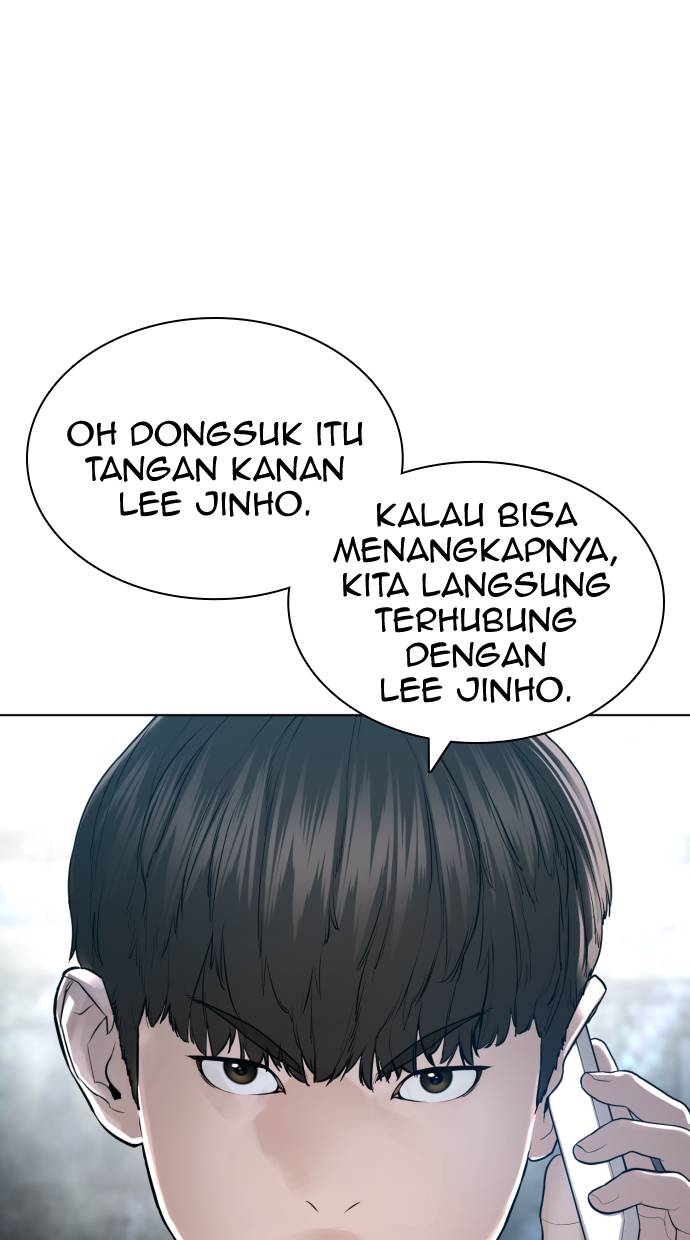 OH DONGSUK ITU
TANGAN KANAN
LEE JINHO.
KALAU BISA
MENANGKAPNYA,
KITA LANGSUNG
TERHUBUNG
DENGAN
LEE JINHO.